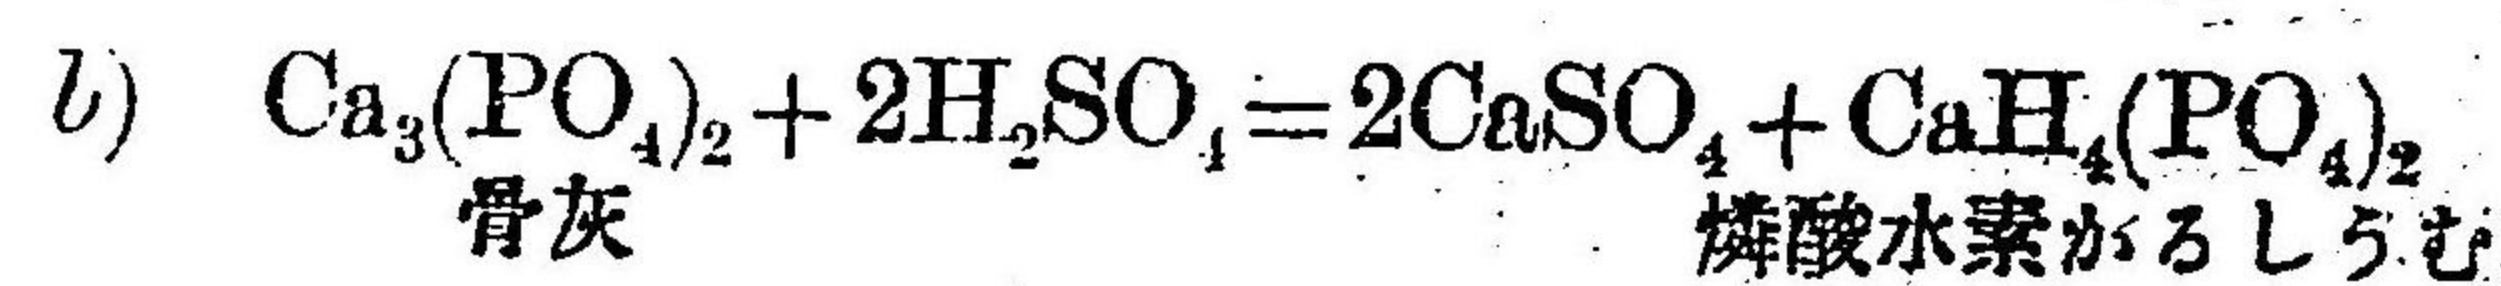 b) Ca₃(PO₄)₂ + 2H₂SO₄ = 2CaSO₄ + CaH₄(PO₄)₂
骨灰 燐酸水素かるしうむ